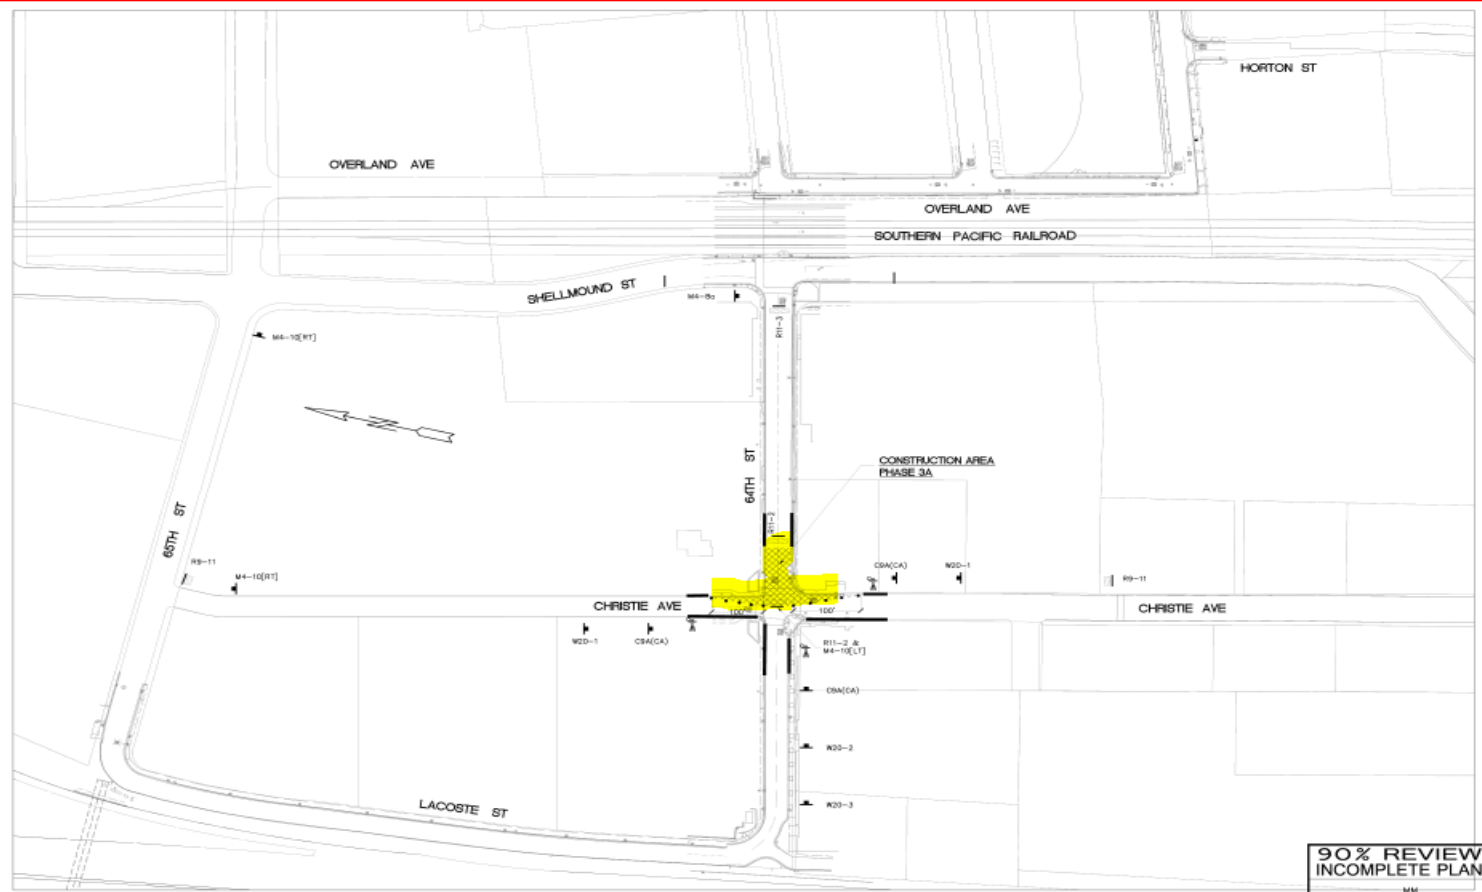 HORTON ST
OVERLAND AVE
OVERLAND AVE
SOUTHERN PACIFIC RAILROAD
SHELLMOUND ST
M4-10[RT]
R11-3
64TH ST
CONSTRUCTION AREA
PHASE 3A
65TH ST
R11-2
R9-11
M4-10[RT]
C9A(CA)
W20-1
R9-11
CHRISTIE AVE
100'
100'
CHRISTIE AVE
W20-1
C9A(CA)
R11-2 &
M4-10[LT]
C9A(CA)
W20-2
W20-3
LACOSTE ST
90% REVIEW
INCOMPLETE PLAN